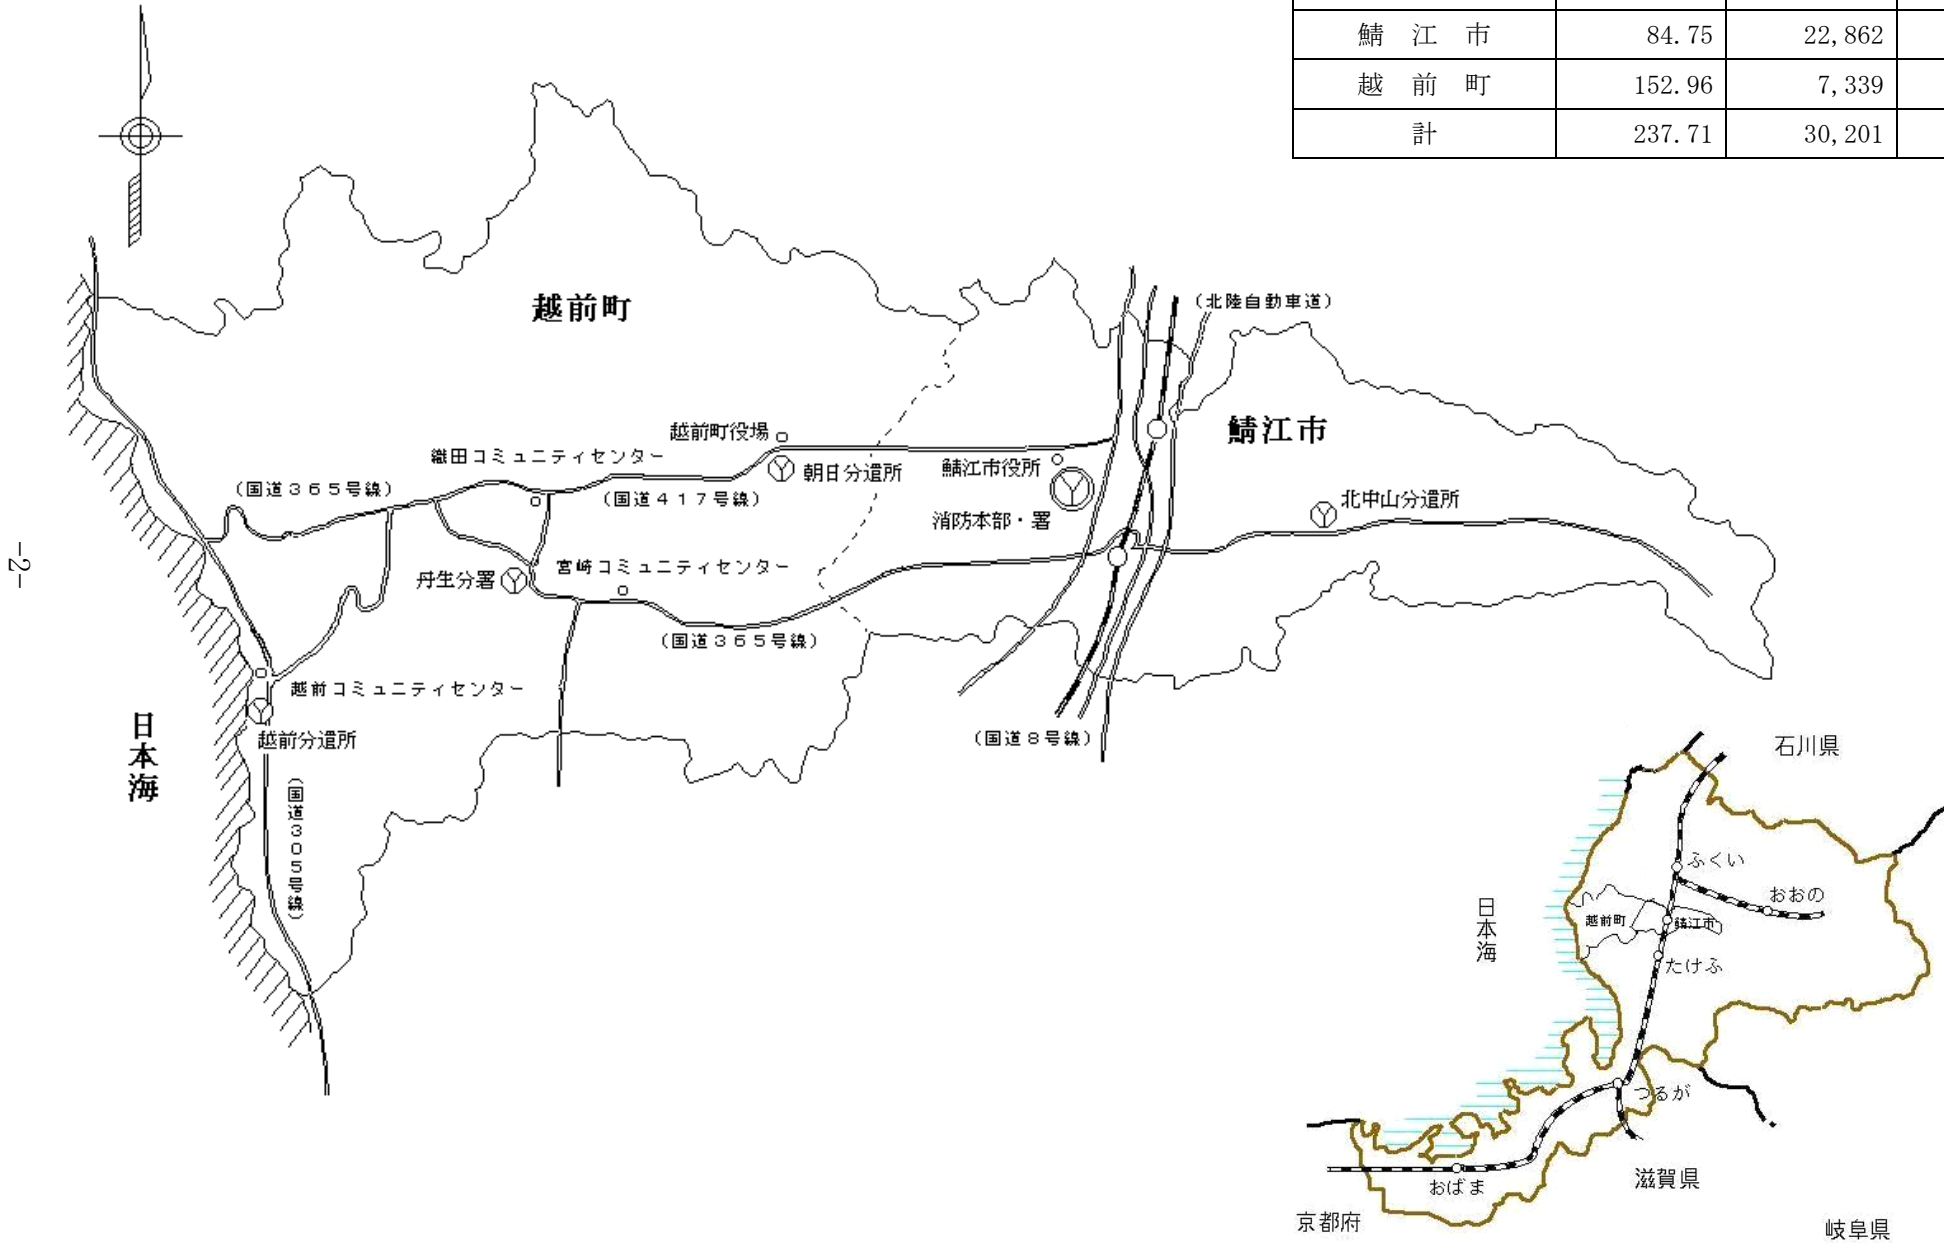 鯖江市 84.75 22,862
越前町 152.96 7,339
計 237.71 30,201
越前町
(北陸自動車道)
鯖江市
越前町役場
織田コミュニティセンター
朝日分遣所
鯖江市役所
(国道365号線)
(国道417号線)
北中山分遣所
消防本部・署
宮崎コミュニティセンター
丹生分署
(国道365号線)
越前コミュニティセンター
越前分遣所
(国道8号線)
日本海
(国道305号線)
-2-
石川県
ふくい
おおの
日本海
越前町
鯖江市
たけふ
つるが
おばま
滋賀県
京都府
岐阜県